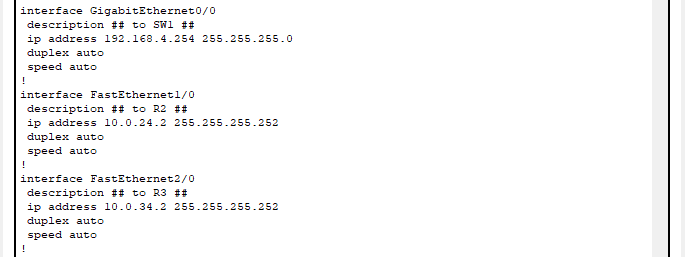 interface GigabitEthernet0/0
description ## to SW1 ##
ip address 192.168.4.254 255.255.255.0
duplex auto
speed auto
!
interface FastEthernet1/0
description ## to R2 ##
ip address 10.0.24.2 255.255.255.252
duplex auto
speed auto
!
interface FastEthernet2/0
description ## to R3 ##
ip address 10.0.34.2 255.255.255.252
duplex auto
speed auto
!